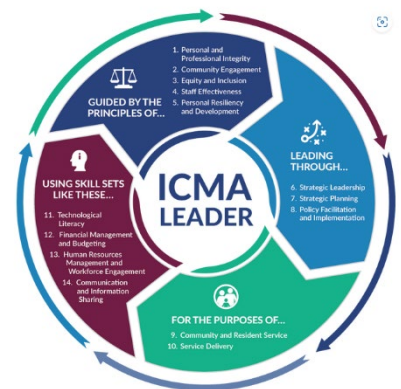 GUIDED BY THE
PRINCIPLES OF...
1. Personal and
Professional Integrity
2. Community Engagement
3. Equity and Inclusion
4. Staff Effectiveness
5. Personal Resiliency
and Development
LEADING
THROUGH...
6. Strategic Leadership
7. Strategic Planning
8. Policy Facilitation
and Implementation
FOR THE PURPOSES OF...
9. Community and Resident Service
10. Service Delivery
USING SKILL SETS
LIKE THESE...
11. Technological
Literacy
12. Financial Management
and Budgeting
13. Human Resources
Management and
Workforce Engagement
14. Communication
and Information
Sharing
ICMA
LEADER